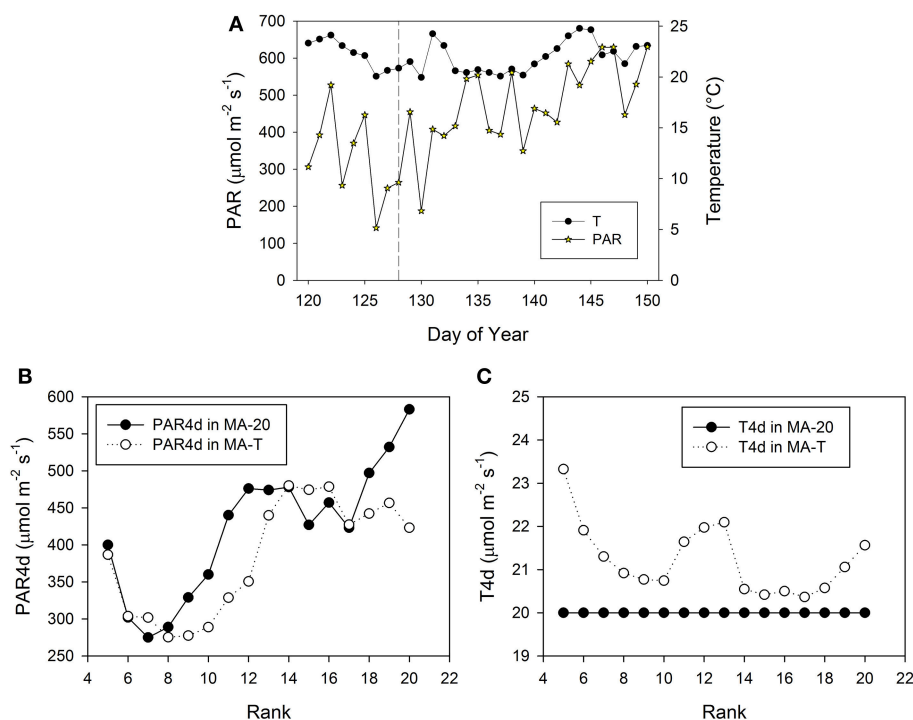 A
PAR (µmol m-2 s-1)
700
600
500
400
300
200
100
0
Temperature (°C)
25
20
15
10
5
0
T
PAR
120 125 130 135 140 145 150
Day of Year
B
PAR4d (µmol m-2 s-1)
600
550
500
450
400
350
300
250
PAR4d in MA-20
PAR4d in MA-T
4 6 8 10 12 14 16 18 20 22
Rank
C
T4d (µmol m-2 s-1)
25
24
23
22
21
20
19
T4d in MA-20
T4d in MA-T
4 6 8 10 12 14 16 18 20 22
Rank